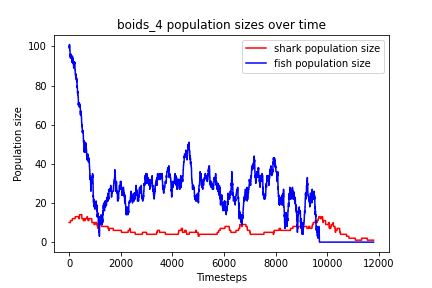 boids_4 population sizes over time
shark population size
fish population size
Population size
100
80
60
40
20
0
0 2000 4000 6000 8000 10000 12000
Timesteps